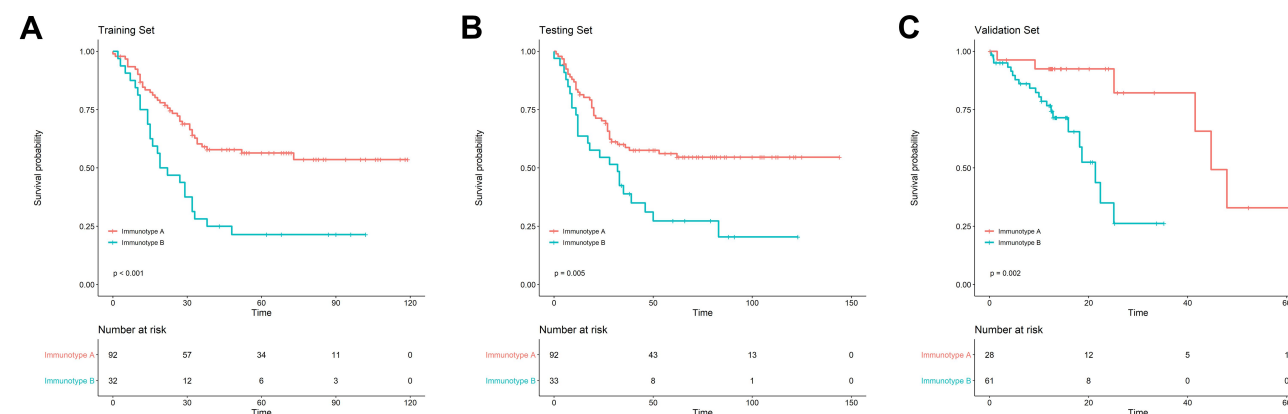 A
Training Set
Survival probability
1.00
0.75
0.50
0.25
0.00
Immunotype A
Immunotype B
p < 0.001
0 30 60 90 120
Time
Number at risk
Immunotype A 92 57 34 11 0
Immunotype B 32 12 6 3 0
0 30 60 90 120
Time
B
Testing Set
Survival probability
1.00
0.75
0.50
0.25
0.00
Immunotype A
Immunotype B
p = 0.005
0 50 100 150
Time
Number at risk
Immunotype A 92 43 13 0
Immunotype B 33 8 1 0
0 50 100 150
Time
C
Validation Set
Survival probability
1.00
0.75
0.50
0.25
0.00
Immunotype A
Immunotype B
p = 0.002
0 20 40
Time
Number at risk
Immunotype A 28 12 5 1
Immunotype B 61 8 0 0
0 20 40
Time